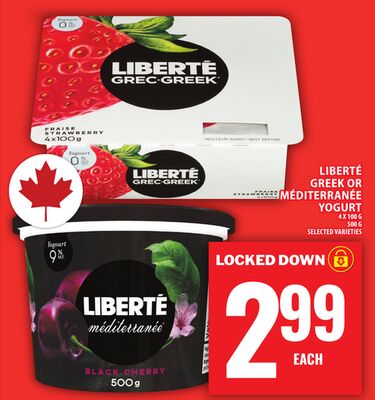 Yogourt
0%
LIBERTÉ
GREC·GREEK
FRAISE
STRAWBERRY
4x100g
MEILLEUR AVANT / BEST BEFORE
Yogourt
0%
LIBERTÉ
GREC·GREEK
FRAISE
STRAWBERRY
4x100g
LIBERTÉ
GREEK OR
MÉDITERRANÉE
YOGURT
4 X 100 G
500 G
SELECTED VARIETIES
Yogurt
9% M.F.
LIBERTÉ
méditerranée
BLACK CHERRY
500g
LOCKED DOWN
2 99
EACH